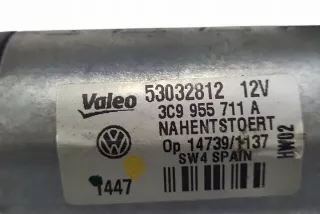 Valeo 53032812 12V
3C9 955 711 A
NAHENTSTOERT
Op 14739/1137
SW4 SPAIN
1447
HW02